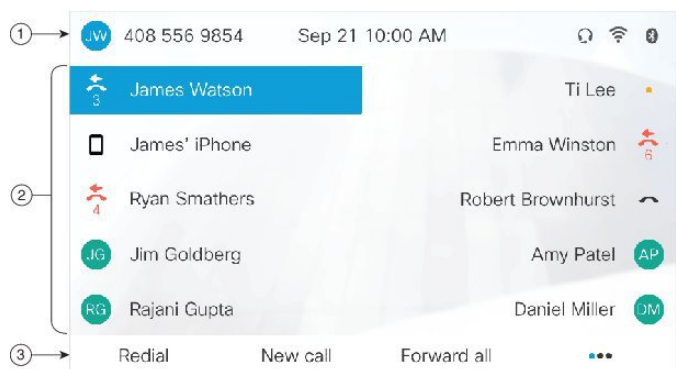 1 JW 408 556 9854 Sep 21 10:00 AM
3 James Watson Ti Lee
James' iPhone Emma Winston 6
2
4 Ryan Smathers Robert Brownhurst
JG Jim Goldberg Amy Patel AP
RG Rajani Gupta Daniel Miller DM
3 Redial New call Forward all